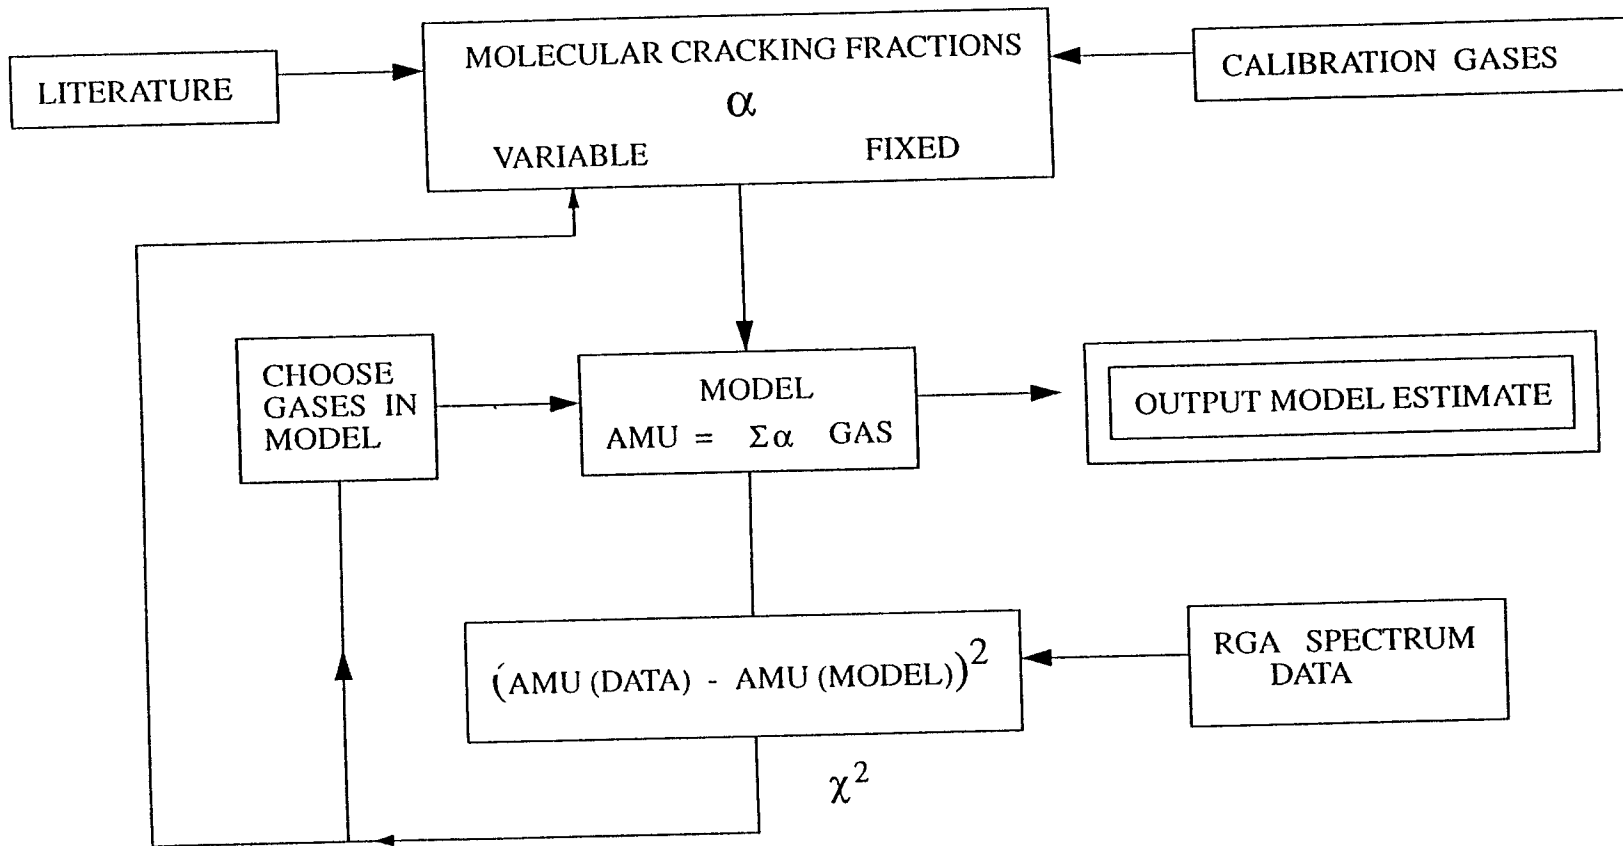 LITERATURE
MOLECULAR CRACKING FRACTIONS
α
VARIABLE FIXED
CALIBRATION GASES
CHOOSE
GASES IN
MODEL
MODEL
AMU = Σα GAS
OUTPUT MODEL ESTIMATE
(AMU (DATA) - AMU (MODEL))²
RGA SPECTRUM
DATA
χ²